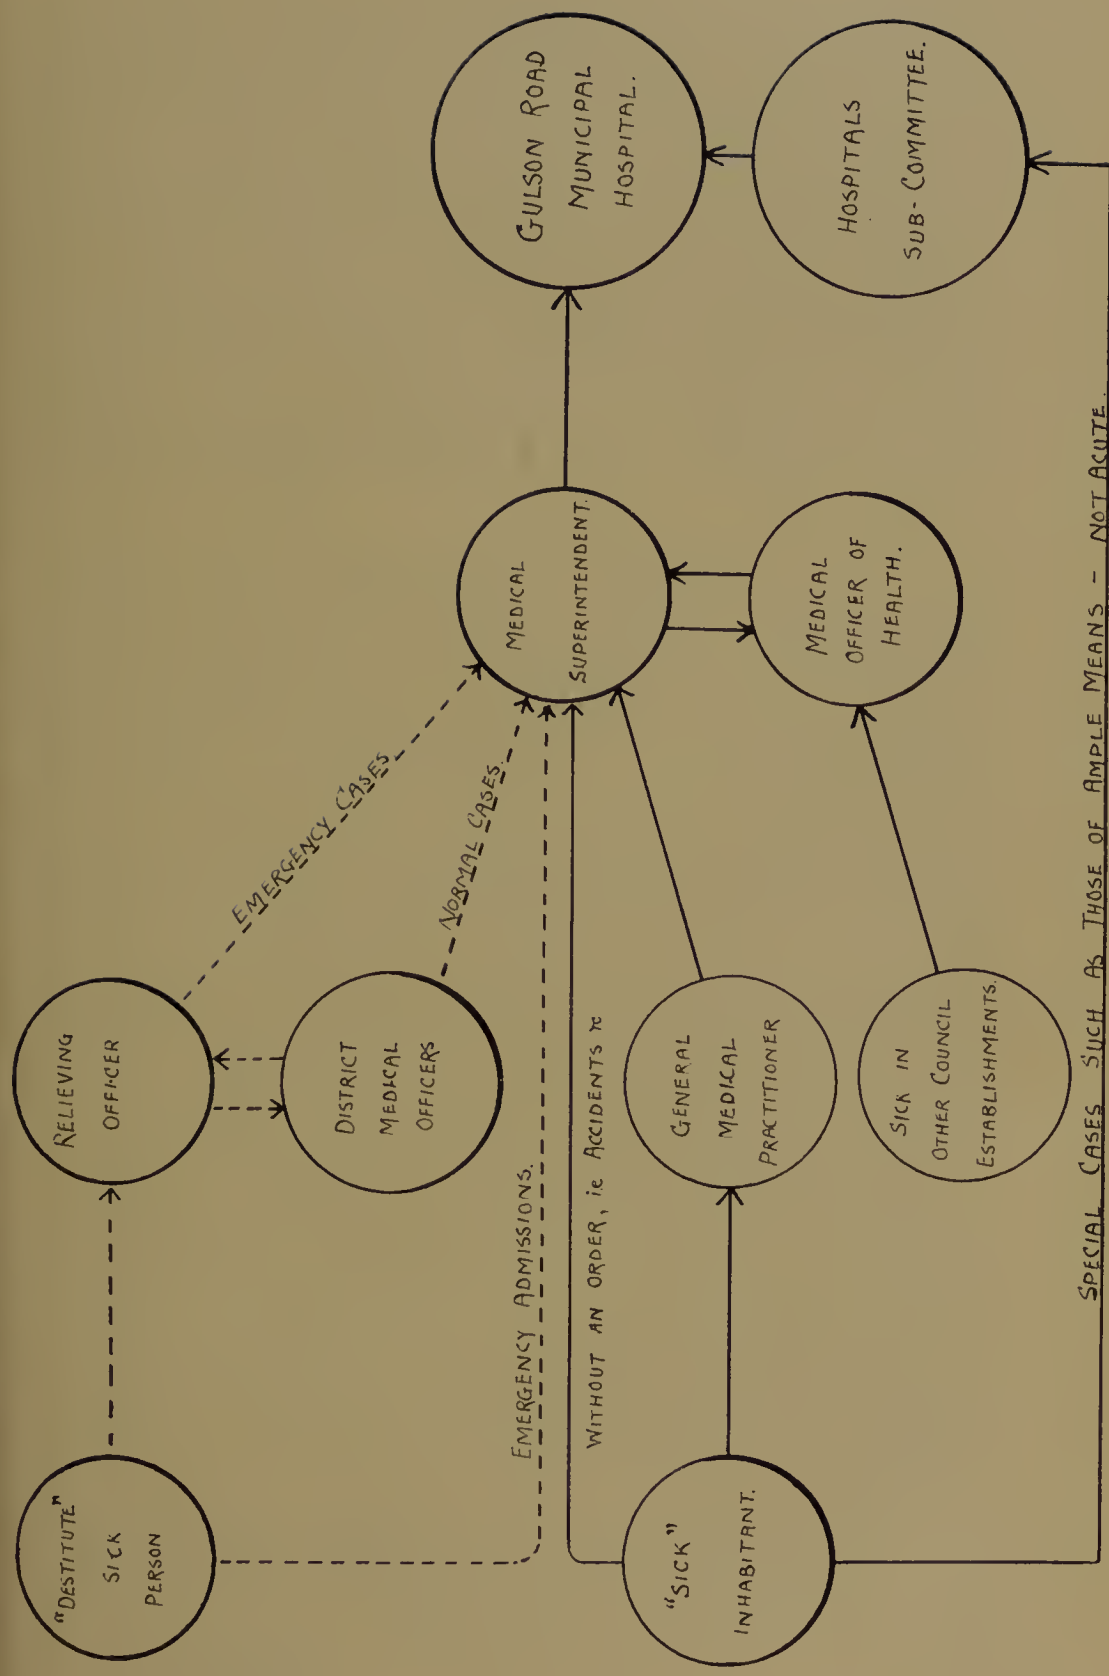 "DESTITUTE"
SICK
PERSON
RELIEVING
OFFICER
EMERGENCY CASES
DISTRICT
MEDICAL
OFFICERS
NORMAL CASES.
EMERGENCY ADMISSIONS.
WITHOUT AN ORDER, ie ACCIDENTS
"SICK"
INHABITANT.
GENERAL
MEDICAL
PRACTITIONER
SICK IN
OTHER COUNCIL
ESTABLISHMENTS.
MEDICAL
SUPERINTENDENT.
MEDICAL
OFFICER OF
HEALTH.
GULSON ROAD
MUNICIPAL
HOSPITAL.
HOSPITALS
SUB-COMMITTEE.
SPECIAL CASES SUCH AS THOSE OF AMPLE MEANS - NOT ACUTE.